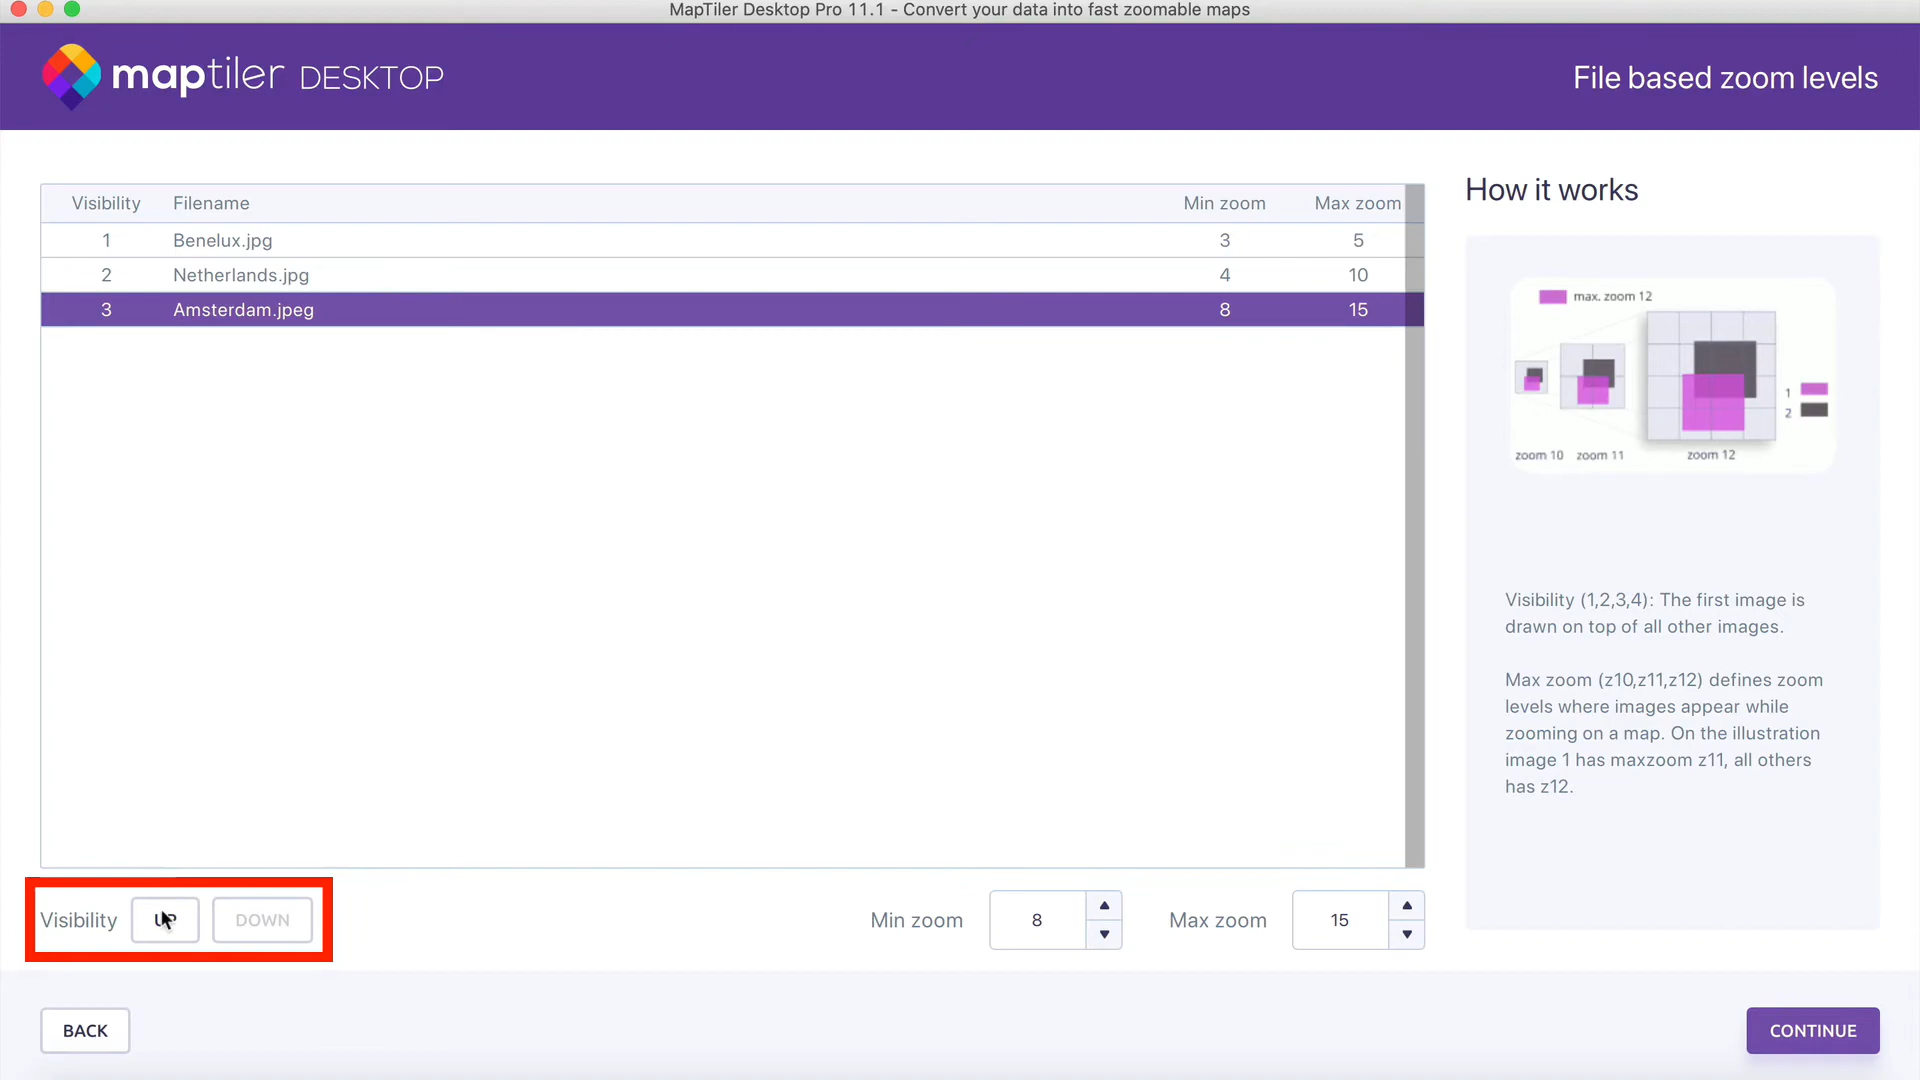 MapTiler Desktop Pro 11.1 - Convert your data into fast zoomable maps
maptiler DESKTOP
File based zoom levels
Visibility Filename Min zoom Max zoom
1 Benelux.jpg 3 5
2 Netherlands.jpg 4 10
3 Amsterdam.jpeg 8 15
How it works
max. zoom 12
1
2
zoom 10 zoom 11 zoom 12
Visibility (1,2,3,4): The first image is
drawn on top of all other images.
Max zoom (z10,z11,z12) defines zoom
levels where images appear while
zooming on a map. On the illustration
image 1 has maxzoom z11, all others
has z12.
Visibility UP DOWN Min zoom 8 Max zoom 15
BACK CONTINUE